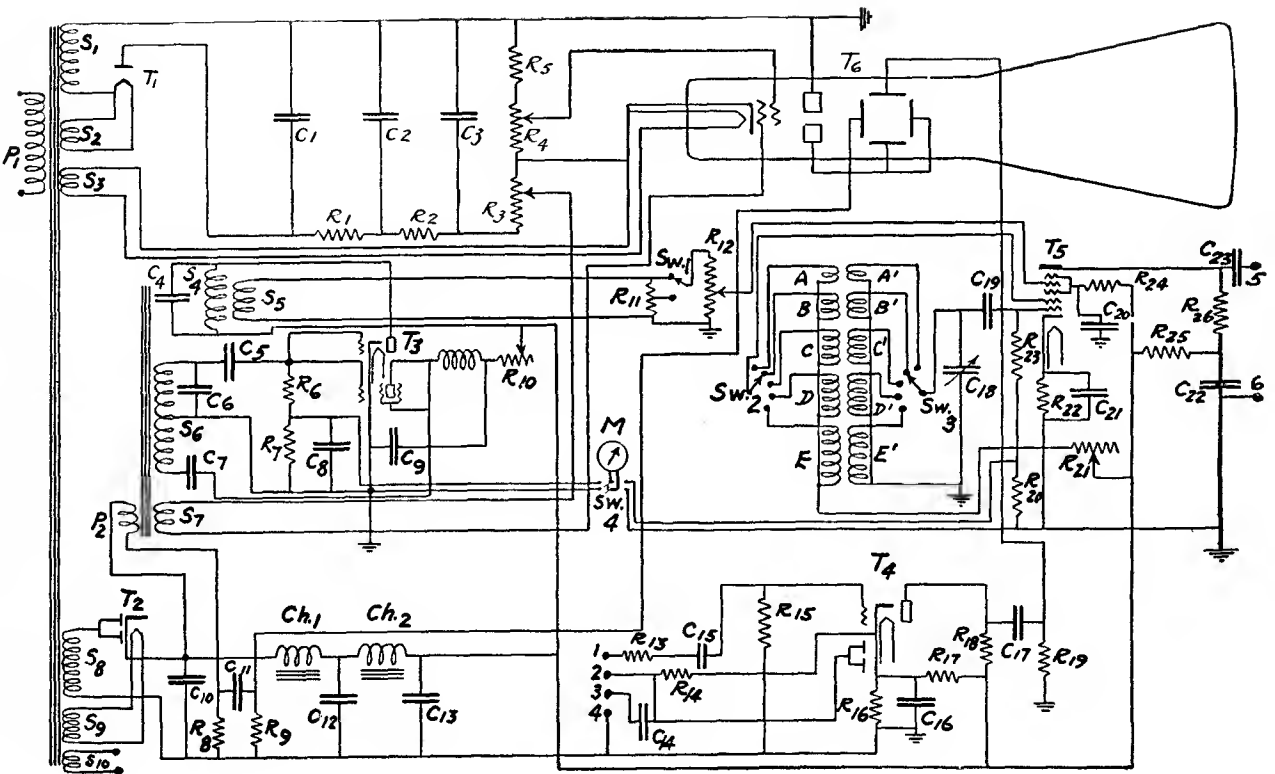 S1
T1
S2
P1
S3
C1
C2
C3
R5
R4
R3
R1
R2
T6
C4
S4
S5
R11
Sw.1
R12
A
B
C
D
E
A'
B'
C'
D'
E'
Sw.
2
Sw.
3
C18
C19
T5
R24
C20
C23
5
R26
R25
R23
R22
C21
C22
6
R21
R20
C5
C6
S6
C7
R6
R7
C8
T3
C9
R10
M
Sw.
4
P2
S7
T2
S8
S9
S10
C10
C11
R8
R9
Ch.1
Ch.2
C12
C13
1
2
3
4
R13
C15
R14
C14
R15
T4
R16
C16
R17
R18
C17
R19